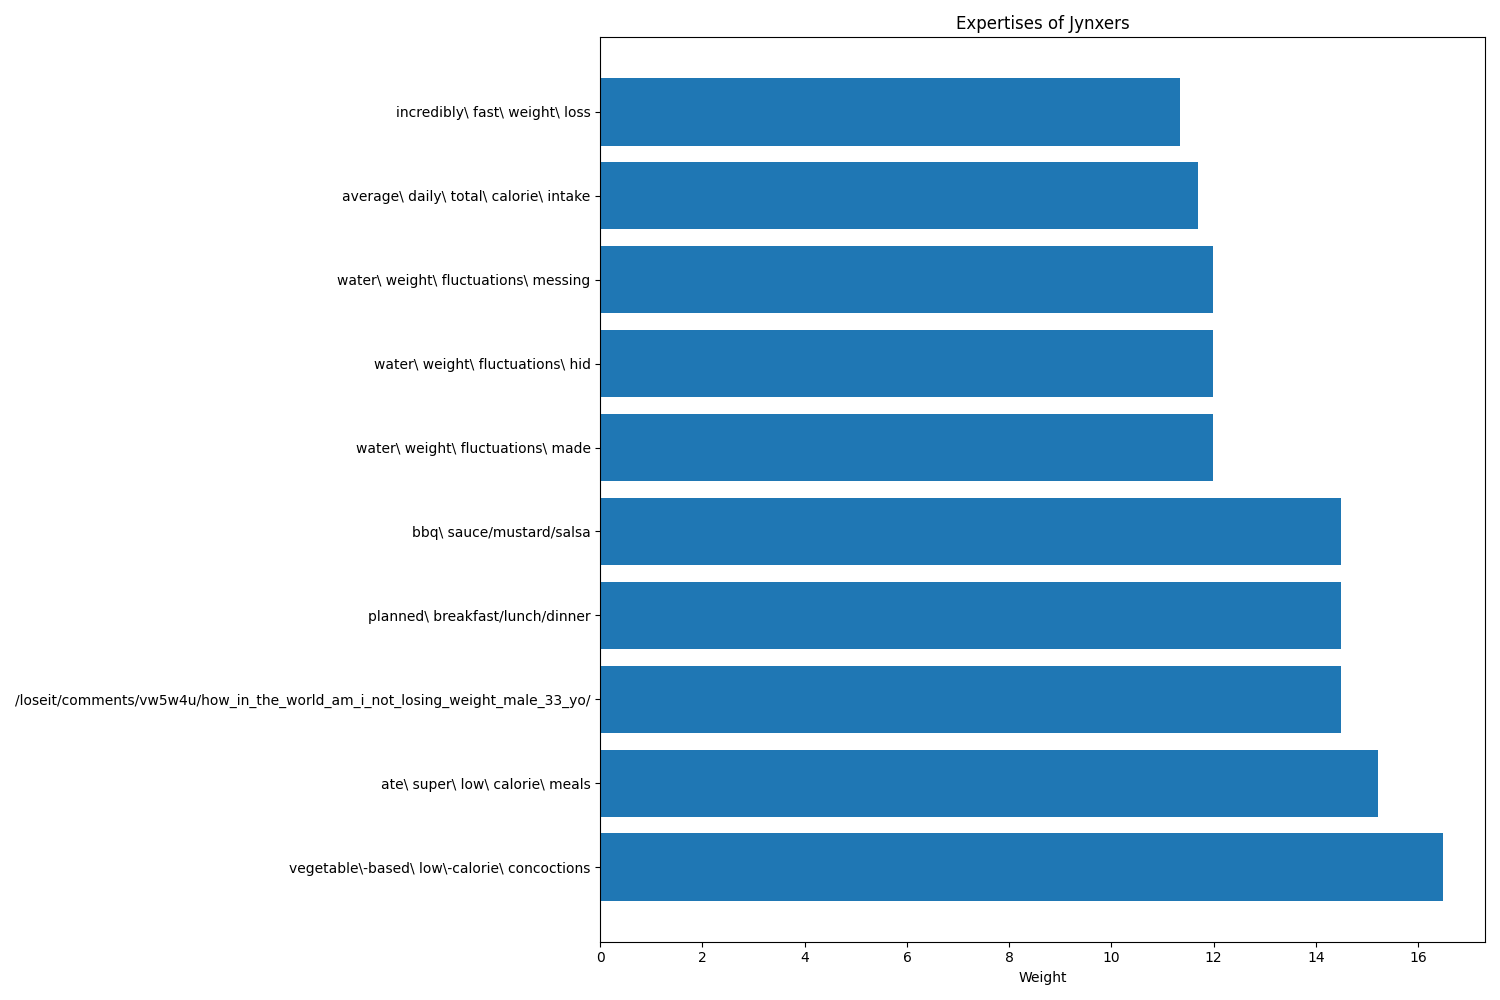 Expertises of Jynxers
incredibly\ fast\ weight\ loss
average\ daily\ total\ calorie\ intake
water\ weight\ fluctuations\ messing
water\ weight\ fluctuations\ hid
water\ weight\ fluctuations\ made
bbq\ sauce/mustard/salsa
planned\ breakfast/lunch/dinner
/loseit/comments/vw5w4u/how_in_the_world_am_i_not_losing_weight_male_33_yo/
ate\ super\ low\ calorie\ meals
vegetable\-based\ low\-calorie\ concoctions
0 2 4 6 8 10 12 14 16
Weight